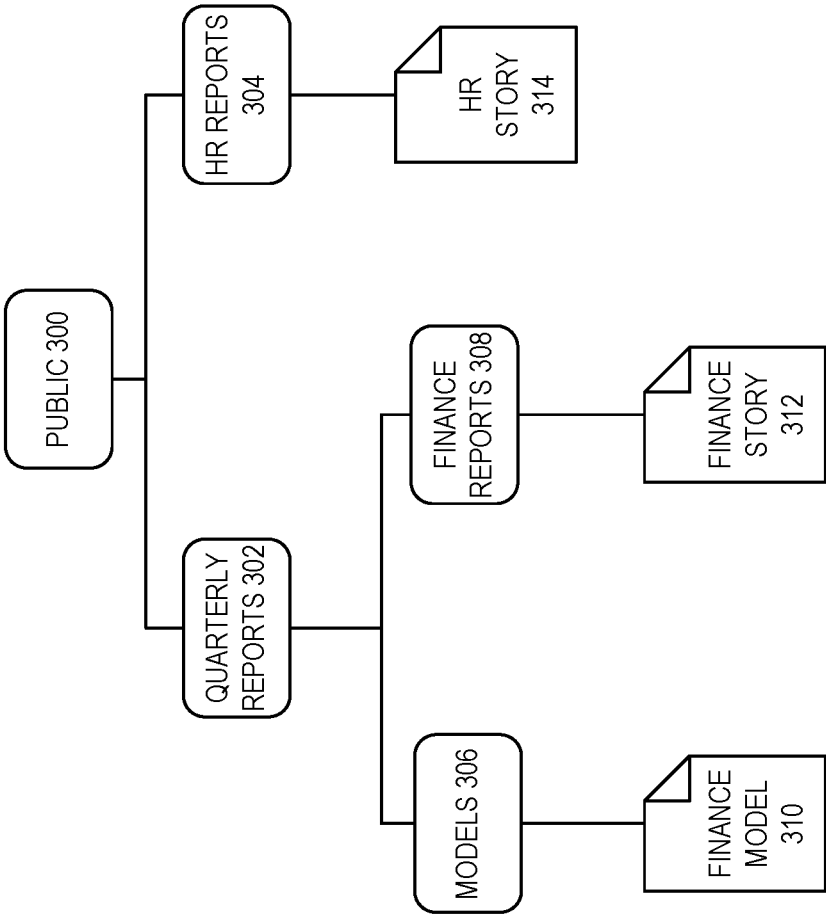 PUBLIC 300
QUARTERLY
REPORTS 302
HR REPORTS
304
MODELS 306
FINANCE
REPORTS 308
HR
STORY
314
FINANCE
MODEL
310
FINANCE
STORY
312